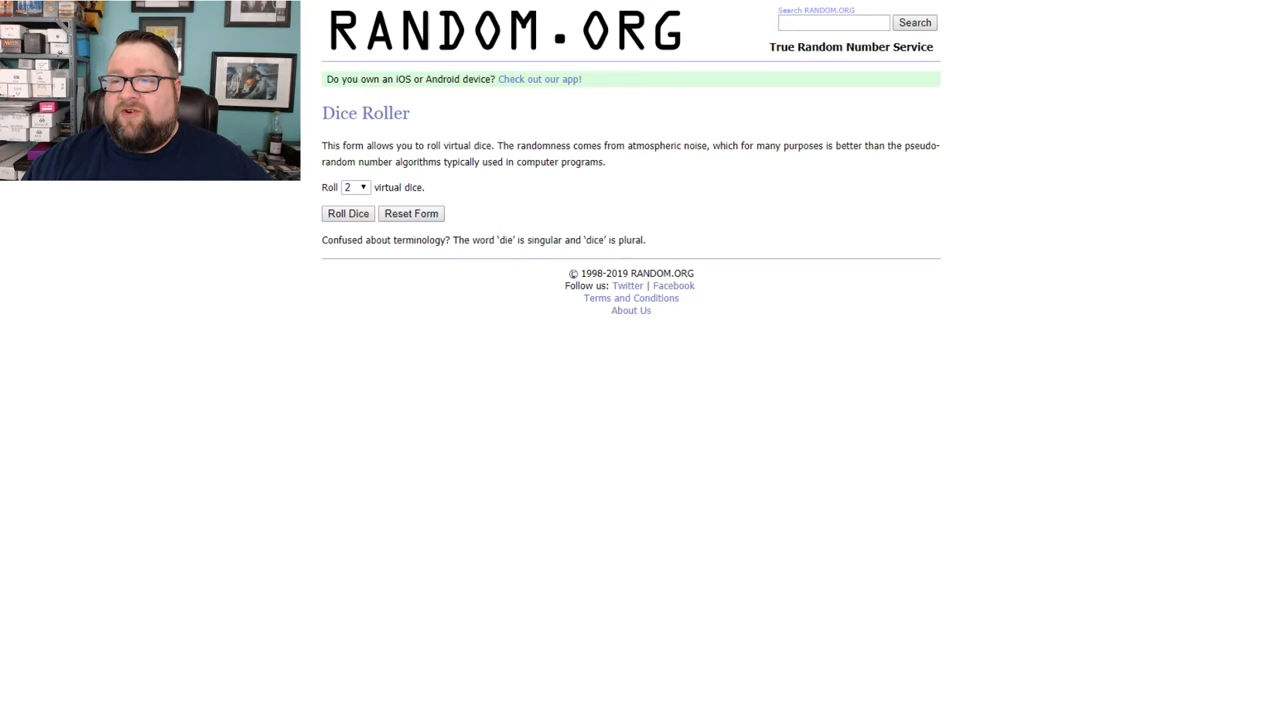 RANDOM.ORG
Search RANDOM.ORG
Search
True Random Number Service
Do you own an iOS or Android device? Check out our app!
Dice Roller
This form allows you to roll virtual dice. The randomness comes from atmospheric noise, which for many purposes is better than the pseudo-
random number algorithms typically used in computer programs.
Roll 2 virtual dice.
Roll Dice Reset Form
Confused about terminology? The word 'die' is singular and 'dice' is plural.
© 1998-2019 RANDOM.ORG
Follow us: Twitter | Facebook
Terms and Conditions
About Us